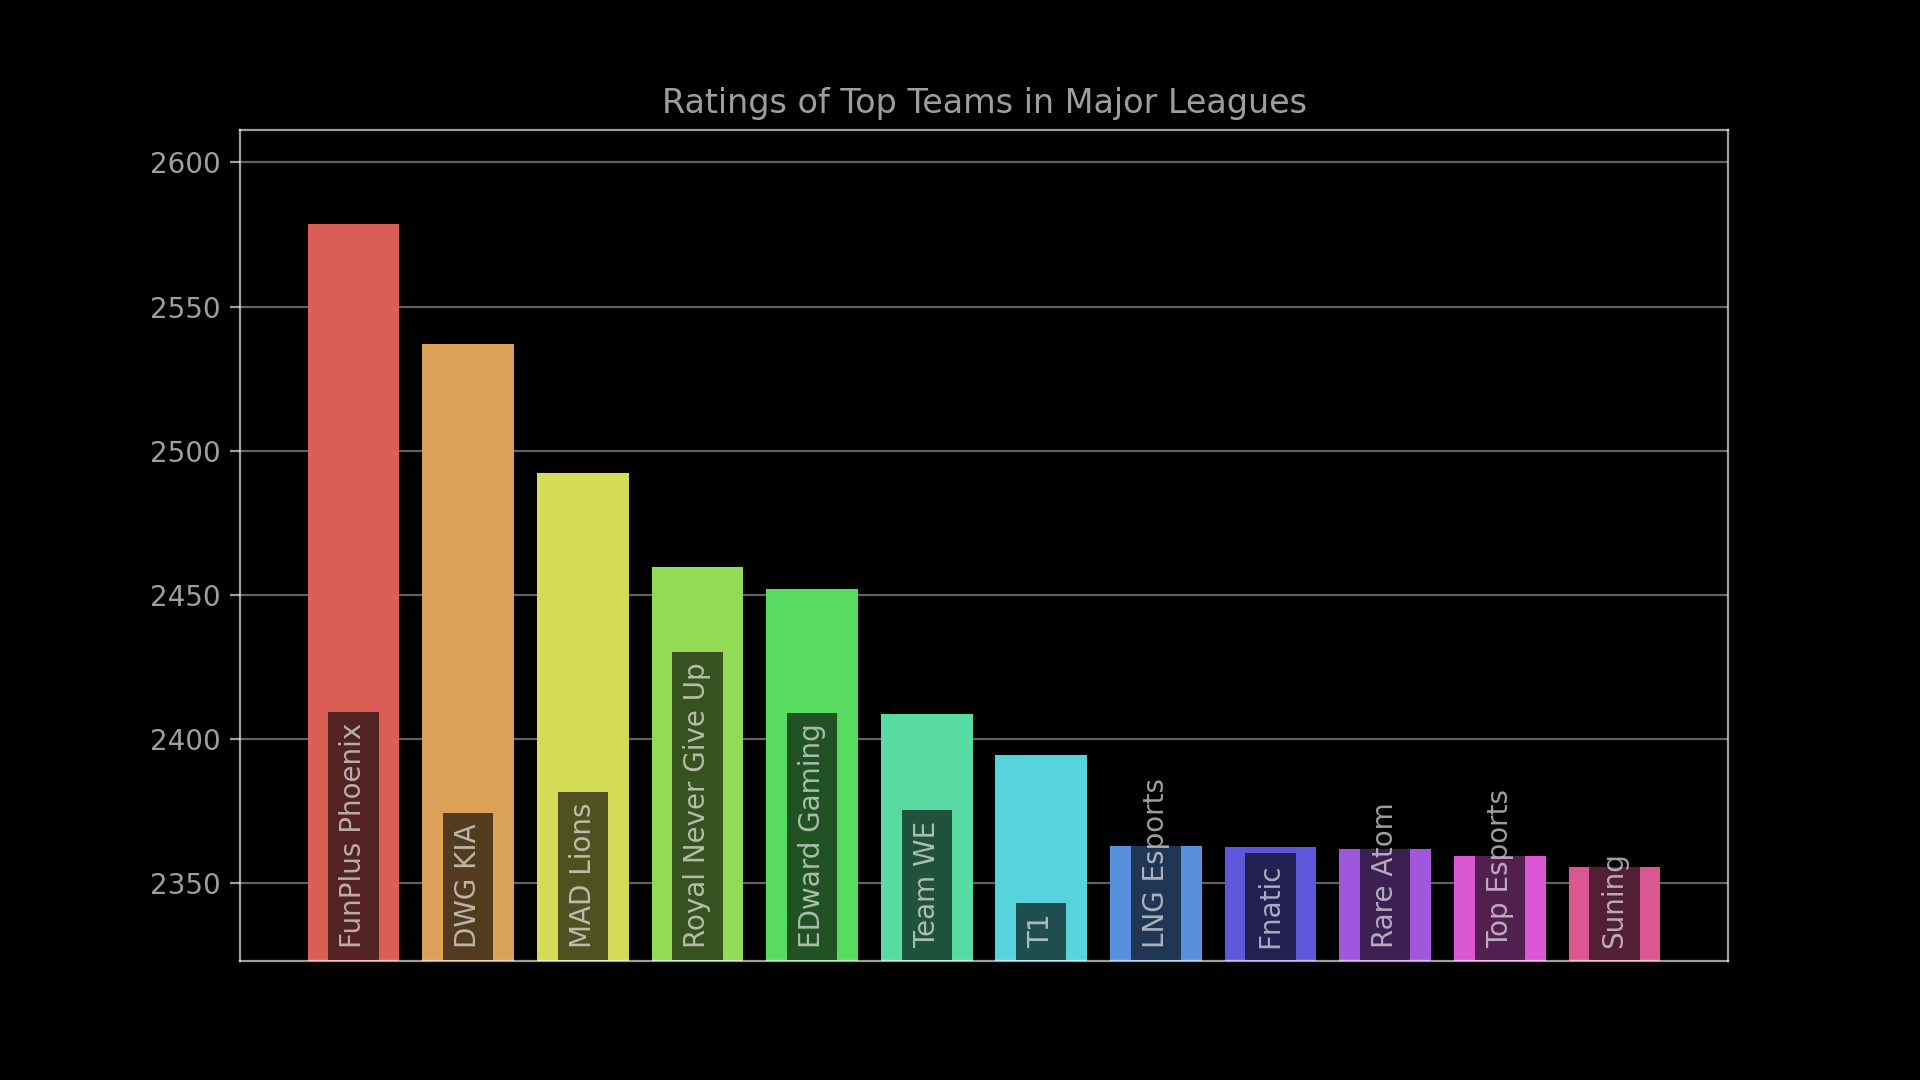 Ratings of Top Teams in Major Leagues
2600
2550
2500
2450
2400
2350
FunPlus Phoenix
DWG KIA
MAD Lions
Royal Never Give Up
EDward Gaming
Team WE
T1
LNG Esports
Fnatic
Rare Atom
Top Esports
Suning